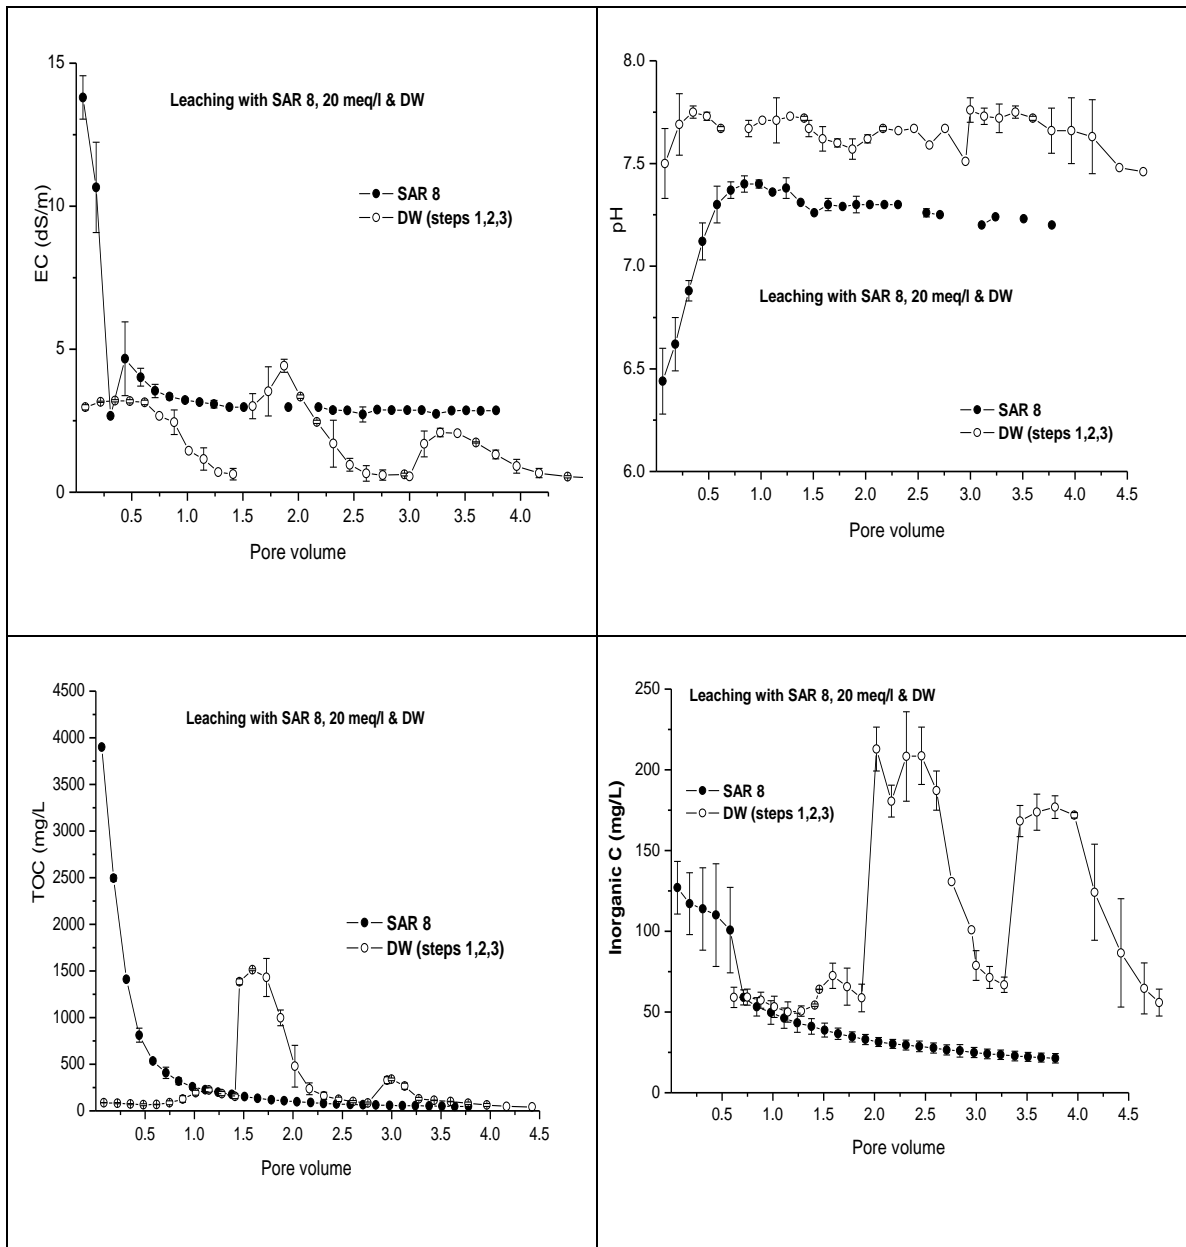 15
10
5
0
EC (dS/m)
Leaching with SAR 8, 20 meq/l & DW
SAR 8
DW (steps 1,2,3)
0.5 1.0 1.5 2.0 2.5 3.0 3.5 4.0
Pore volume
8.0
7.5
7.0
6.5
6.0
pH
Leaching with SAR 8, 20 meq/l & DW
SAR 8
DW (steps 1,2,3)
0.5 1.0 1.5 2.0 2.5 3.0 3.5 4.0 4.5
Pore volume
4500
4000
3500
3000
2500
2000
1500
1000
500
0
TOC (mg/L
Leaching with SAR 8, 20 meq/l & DW
SAR 8
DW (steps 1,2,3)
0.5 1.0 1.5 2.0 2.5 3.0 3.5 4.0 4.5
Pore volume
250
200
150
100
50
0
Inorganic C (mg/L)
Leaching with SAR 8, 20 meq/l & DW
SAR 8
DW (steps 1,2,3)
0.5 1.0 1.5 2.0 2.5 3.0 3.5 4.0 4.5
Pore volume